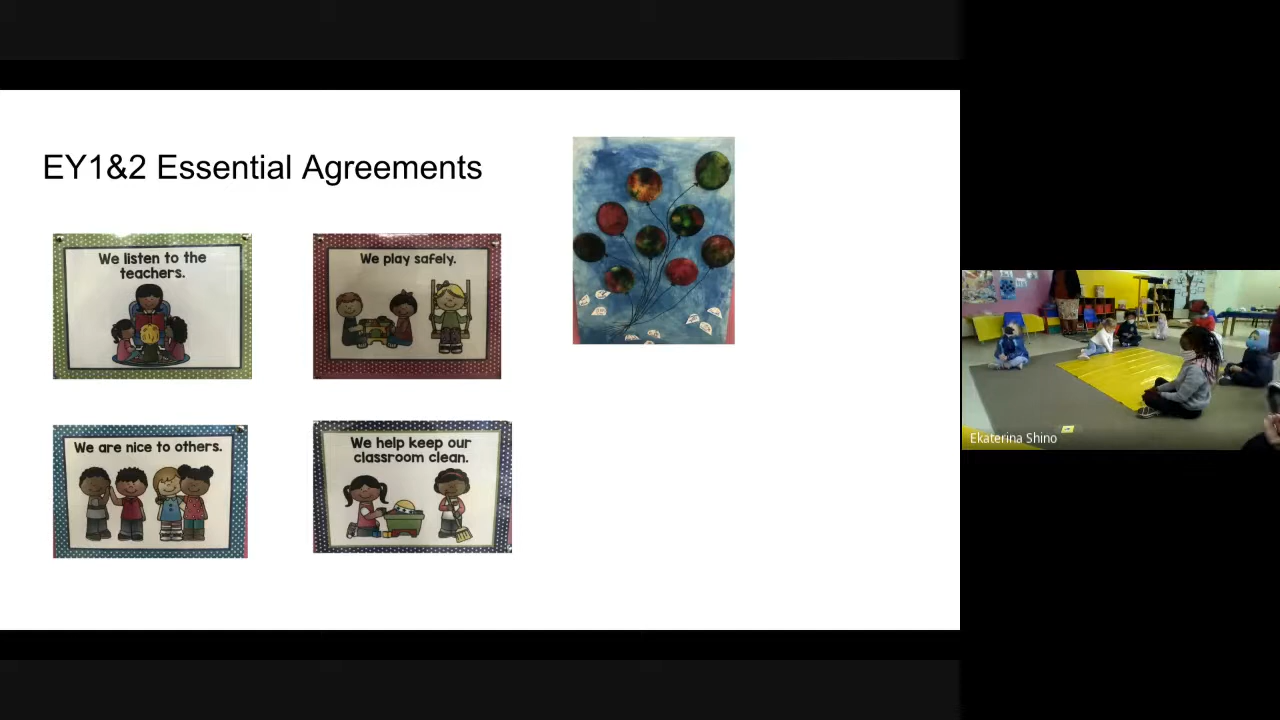 EY1&2 Essential Agreements
We listen to the
teachers.
We play safely.
We are nice to others.
We help keep our
classroom clean.
Ekaterina Shino